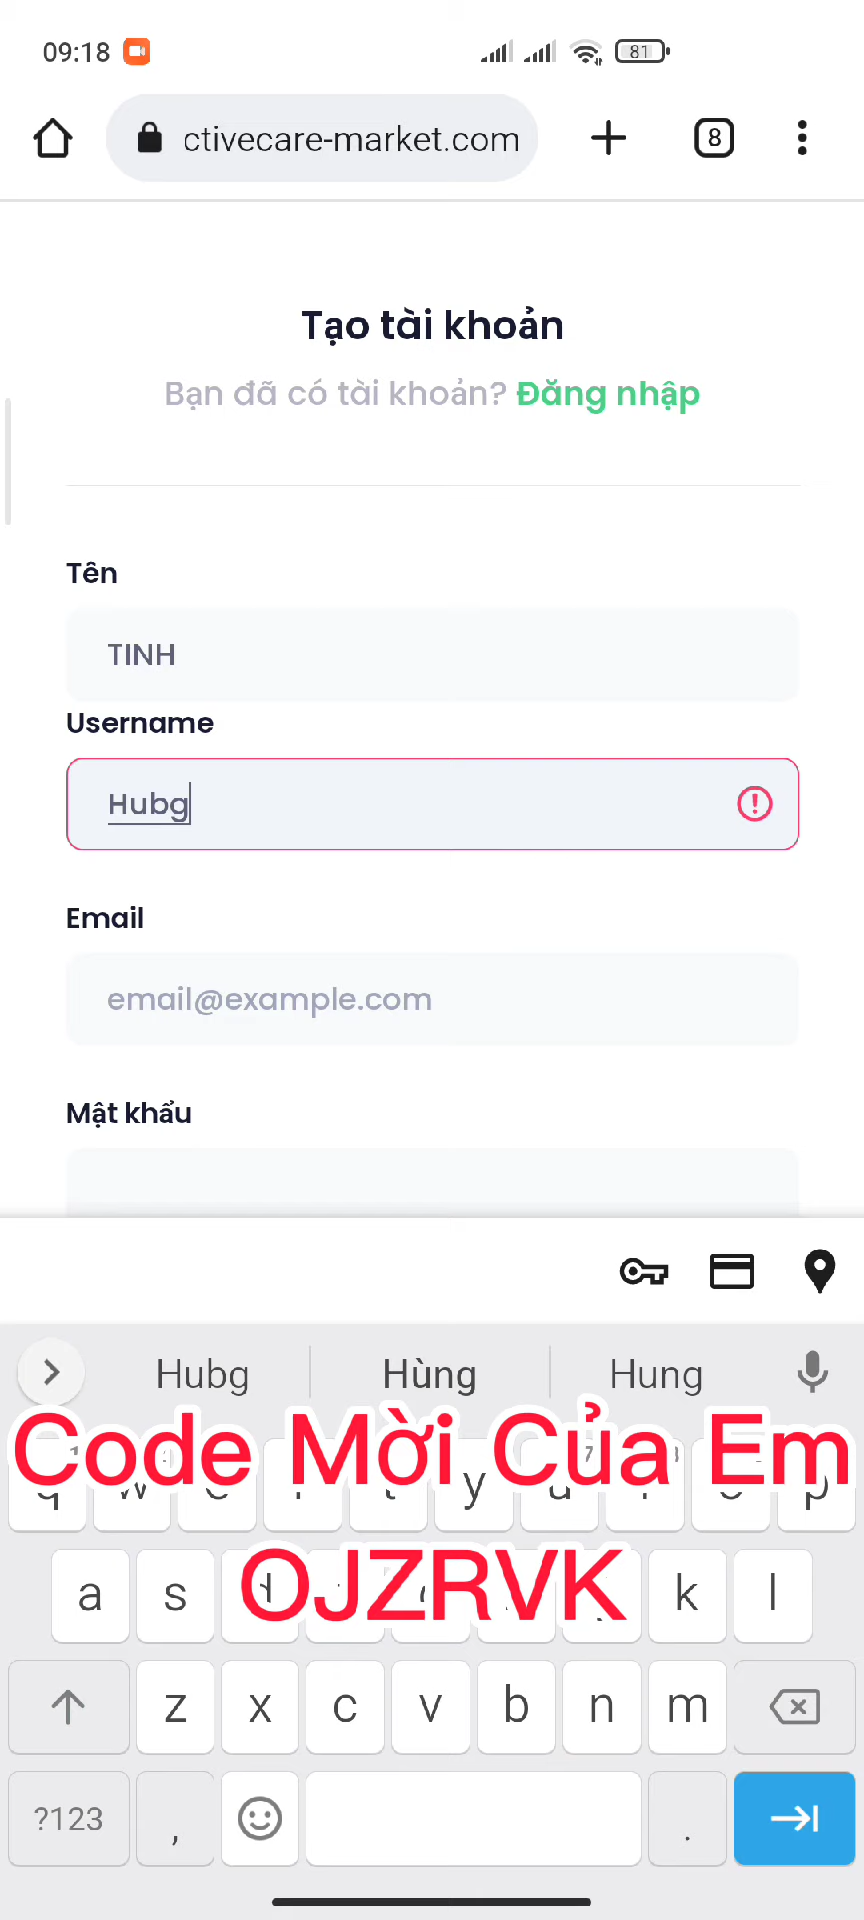 09:18 81
ctivecare-market.com 8
Tạo tài khoản
Bạn đã có tài khoản? Đăng nhập
Tên
TINH
Username
Hubg
Email
email@example.com
Mật khẩu
Hubg Hùng Hung
Code Mời Của Em
OJZRVK
a s k l
z x c v b n m
?123 , .